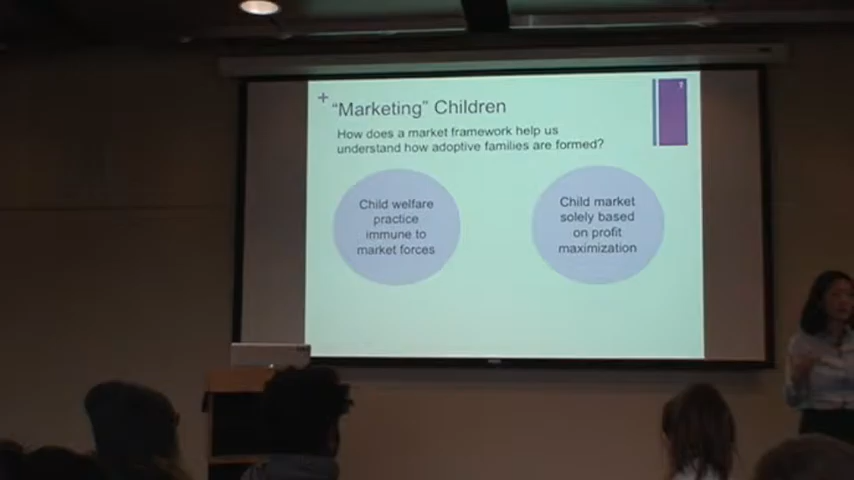 +
"Marketing" Children
7
How does a market framework help us
understand how adoptive families are formed?
Child welfare
practice
immune to
market forces
Child market
solely based
on profit
maximization